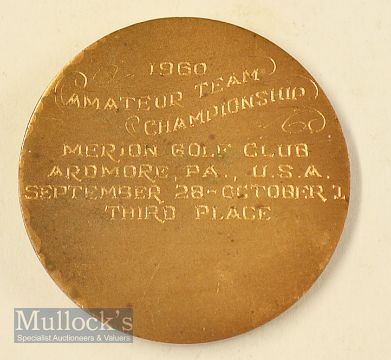 1960
AMATEUR TEAM
CHAMPIONSHIP
MERION GOLF CLUB
ARDMORE, PA., U.S.A.
SEPTEMBER 28-OCTOBER 1
THIRD PLACE
Mullock's
Specialist Auctioneers & Valuers